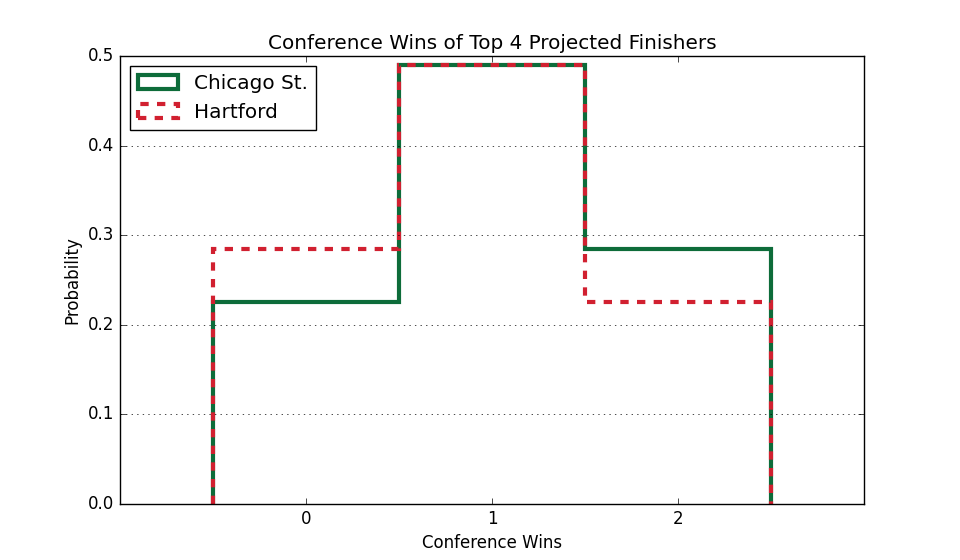 Conference Wins of Top 4 Projected Finishers
Chicago St.
Hartford
0.5
0.4
0.3
0.2
0.1
0.0
Probability
0 1 2
Conference Wins